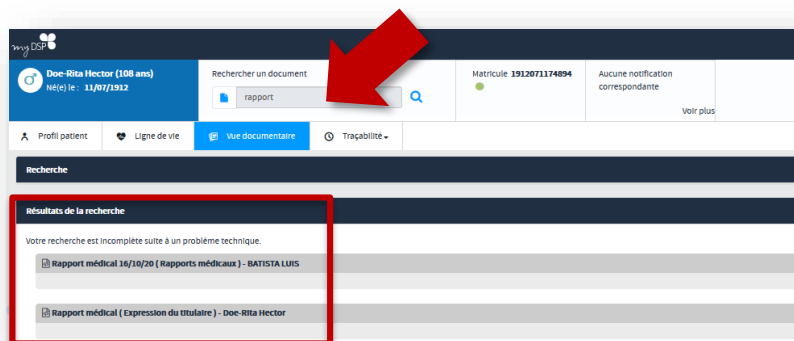 my DSP
Doe-Rita Hector (108 ans)
Né(e) le : 11/07/1912
Rechercher un document
rapport
Matricule 1912071174894
Aucune notification
correspondante
Voir plus
Profil patient Ligne de vie Vue documentaire Traçabilité
Recherche
Résultats de la recherche
Votre recherche est incomplète suite à un problème technique.
Rapport médical 16/10/20 ( Rapports médicaux ) - BATISTA LUIS
Rapport médical ( Expression du titulaire ) - Doe-Rita Hector